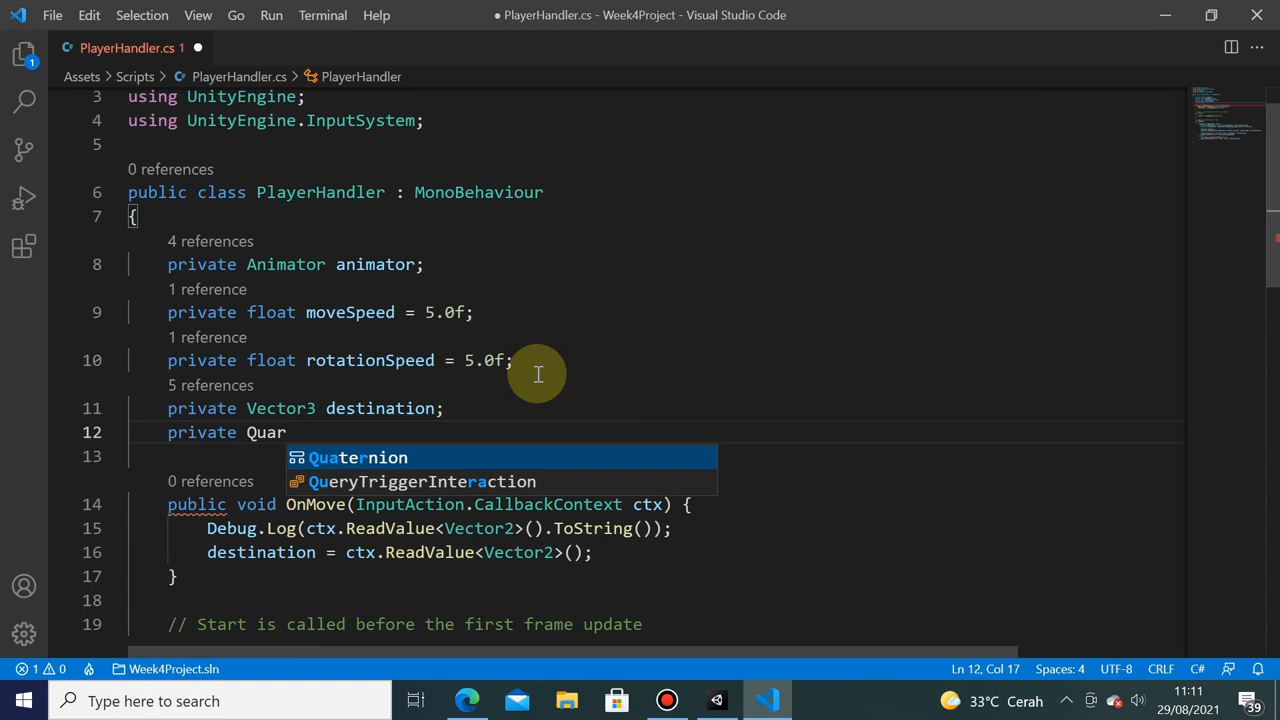 File Edit Selection View Go Run Terminal Help ● PlayerHandler.cs - Week4Project - Visual Studio Code
PlayerHandler.cs 1
Assets > Scripts > PlayerHandler.cs > PlayerHandler
3 using UnityEngine;
4 using UnityEngine.InputSystem;
5
0 references
6 public class PlayerHandler : MonoBehaviour
7 {
4 references
8 private Animator animator;
1 reference
9 private float moveSpeed = 5.0f;
1 reference
10 private float rotationSpeed = 5.0f;
5 references
11 private Vector3 destination;
12 private Quar
Quaternion
13
QueryTriggerInteraction
0 references
14 public void OnMove(InputAction.CallbackContext ctx) {
15 Debug.Log(ctx.ReadValue<Vector2>().ToString());
16 destination = ctx.ReadValue<Vector2>();
17 }
18
19 // Start is called before the first frame update
1
1 0 Week4Project.sln Ln 12, Col 17 Spaces: 4 UTF-8 CRLF C#
Type here to search 33°C Cerah 11:11
29/08/2021 39